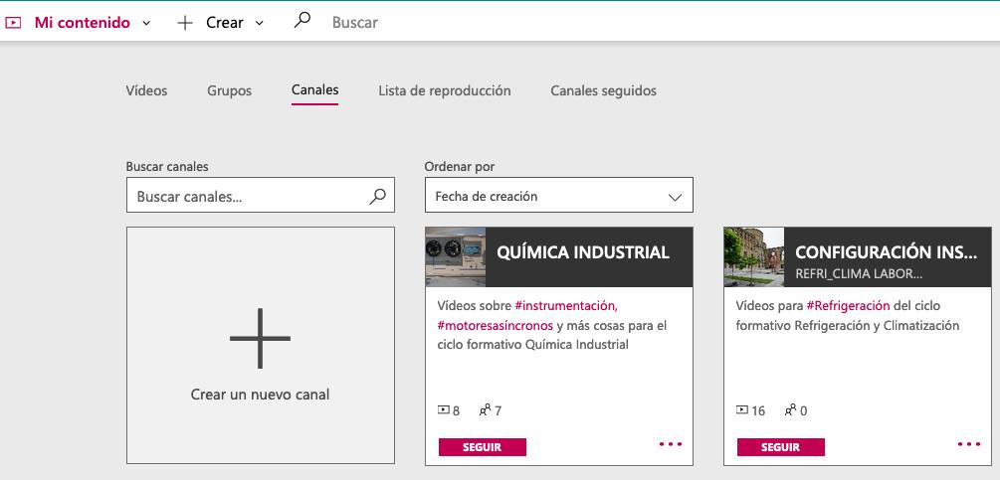 Mi contenido Crear Buscar
Vídeos Grupos Canales Lista de reproducción Canales seguidos
Buscar canales
Buscar canales...
Ordenar por
Fecha de creación
Crear un nuevo canal
QUÍMICA INDUSTRIAL
Vídeos sobre #instrumentación,
#motoresasíncronos y más cosas para el
ciclo formativo Química Industrial
8 7
SEGUIR
CONFIGURACIÓN INS...
REFRI_CLIMA LABOR...
Vídeos para #Refrigeración del ciclo
formativo Refrigeración y Climatización
16 0
SEGUIR